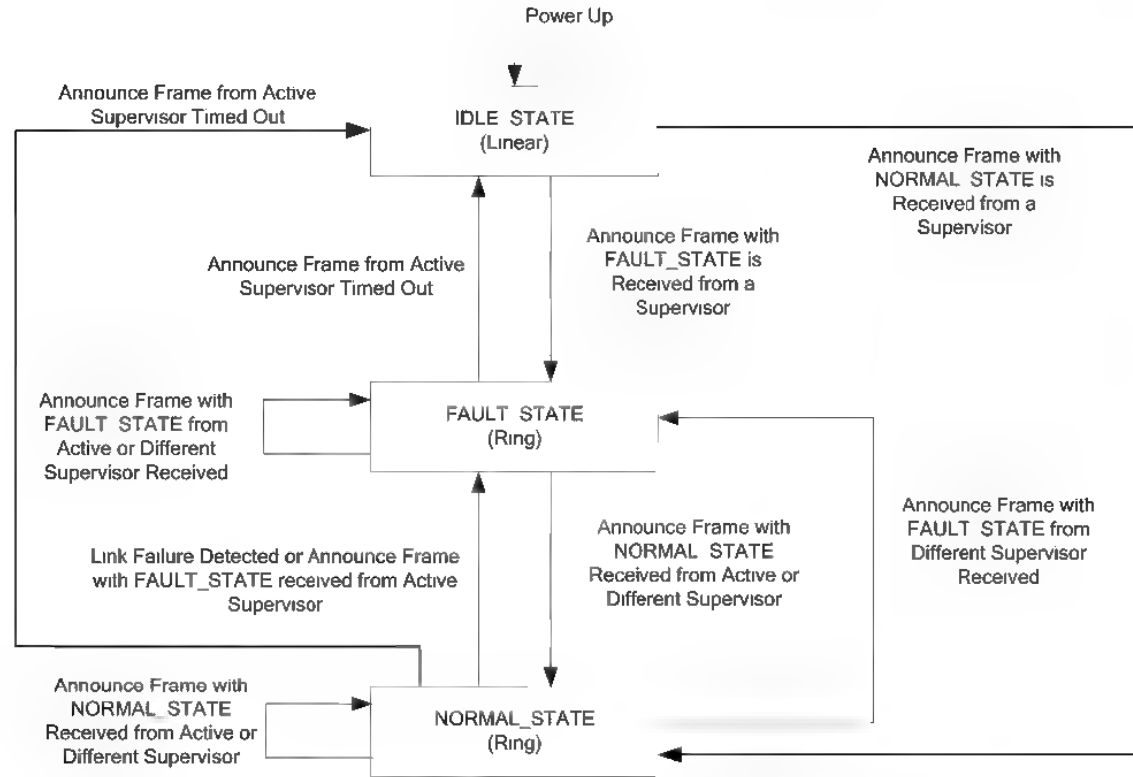 Power Up
Announce Frame from Active
Supervisor Timed Out
IDLE STATE
(Linear)
Announce Frame with
NORMAL STATE is
Received from a
Supervisor
Announce Frame with
FAULT_STATE is
Received from a
Supervisor
Announce Frame from Active
Supervisor Timed Out
Announce Frame with
FAULT STATE from
Active or Different
Supervisor Received
FAULT STATE
(Ring)
Announce Frame with
NORMAL STATE
Received from Active or
Different Supervisor
Announce Frame with
FAULT STATE from
Different Supervisor
Received
Link Failure Detected or Announce Frame
with FAULT_STATE received from Active
Supervisor
Announce Frame with
NORMAL_STATE
Received from Active or
Different Supervisor
NORMAL_STATE
(Ring)